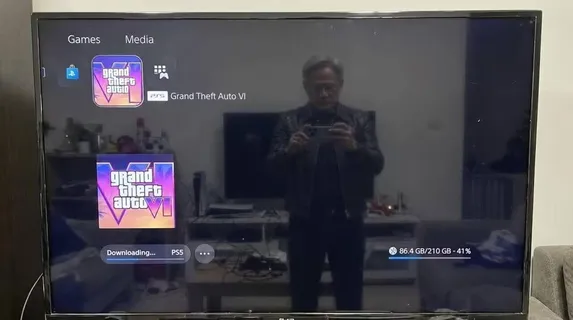 Games Media
grand
theft
auto
VI
PS5 Grand Theft Auto VI
grand
theft
auto VI
Downloading... PS5 ...
86.4 GB/210 GB - 41%